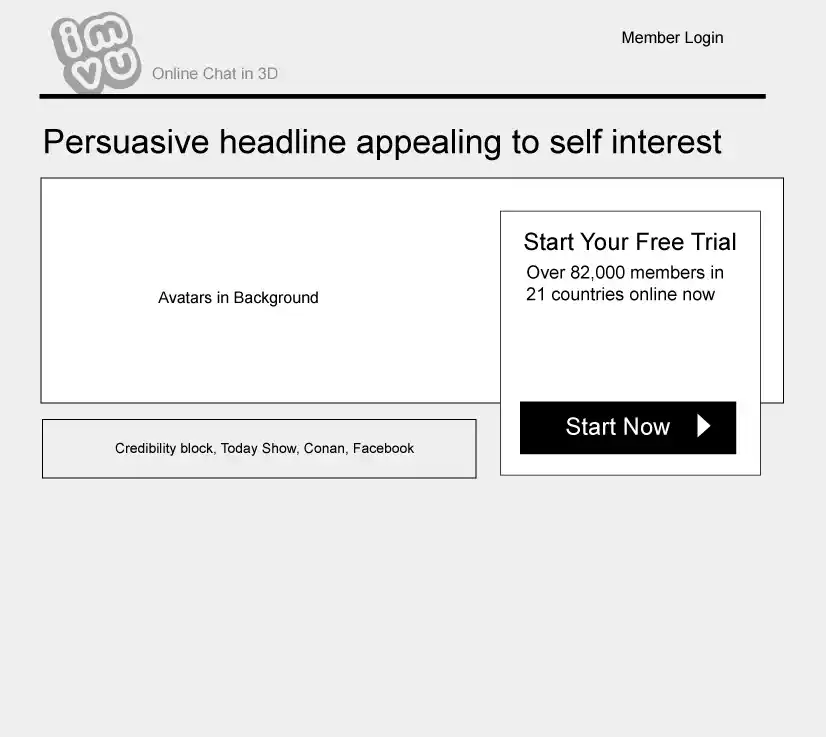 imvu
Online Chat in 3D
Member Login
Persuasive headline appealing to self interest
Start Your Free Trial
Over 82,000 members in
21 countries online now
Avatars in Background
Start Now
Credibility block, Today Show, Conan, Facebook